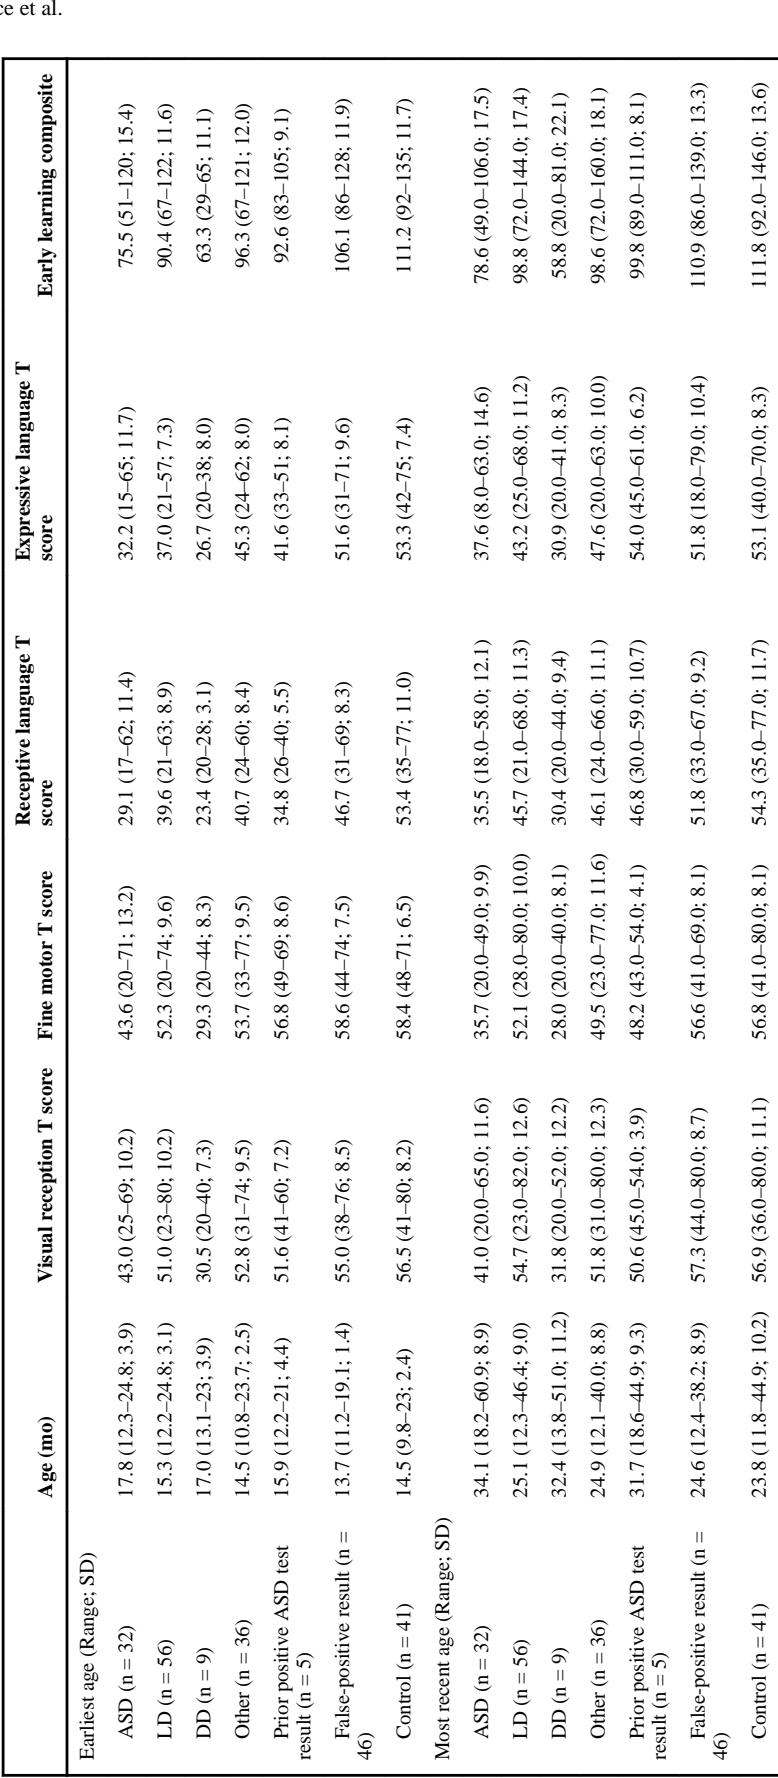 ce et al.
Age (mo) Visual reception T score Fine motor T score Receptive language T score Expressive language T score Early learning composite
Earliest age (Range; SD)
ASD (n = 32) 17.8 (12.3–24.8; 3.9) 43.0 (25–69; 10.2) 43.6 (20–71; 13.2) 29.1 (17–62; 11.4) 32.2 (15–65; 11.7) 75.5 (51–120; 15.4)
LD (n = 56) 15.3 (12.2–24.8; 3.1) 51.0 (23–80; 10.2) 52.3 (20–74; 9.6) 39.6 (21–63; 8.9) 37.0 (21–57; 7.3) 90.4 (67–122; 11.6)
DD (n = 9) 17.0 (13.1–23; 3.9) 30.5 (20–40; 7.3) 29.3 (20–44; 8.3) 23.4 (20–28; 3.1) 26.7 (20–38; 8.0) 63.3 (29–65; 11.1)
Other (n = 36) 14.5 (10.8–23.7; 2.5) 52.8 (31–74; 9.5) 53.7 (33–77; 9.5) 40.7 (24–60; 8.4) 45.3 (24–62; 8.0) 96.3 (67–121; 12.0)
Prior positive ASD test result (n = 5) 15.9 (12.2–21; 4.4) 51.6 (41–60; 7.2) 56.8 (49–69; 8.6) 34.8 (26–40; 5.5) 41.6 (33–51; 8.1) 92.6 (83–105; 9.1)
False-positive result (n = 46) 13.7 (11.2–19.1; 1.4) 55.0 (38–76; 8.5) 58.6 (44–74; 7.5) 46.7 (31–69; 8.3) 51.6 (31–71; 9.6) 106.1 (86–128; 11.9)
Control (n = 41) 14.5 (9.8–23; 2.4) 56.5 (41–80; 8.2) 58.4 (48–71; 6.5) 53.4 (35–77; 11.0) 53.3 (42–75; 7.4) 111.2 (92–135; 11.7)
Most recent age (Range; SD)
ASD (n = 32) 34.1 (18.2–60.9; 8.9) 41.0 (20.0–65.0; 11.6) 35.7 (20.0–49.0; 9.9) 35.5 (18.0–58.0; 12.1) 37.6 (8.0–63.0; 14.6) 78.6 (49.0–106.0; 17.5)
LD (n = 56) 25.1 (12.3–46.4; 9.0) 54.7 (23.0–82.0; 12.6) 52.1 (28.0–80.0; 10.0) 45.7 (21.0–68.0; 11.3) 43.2 (25.0–68.0; 11.2) 98.8 (72.0–144.0; 17.4)
DD (n = 9) 32.4 (13.8–51.0; 11.2) 31.8 (20.0–52.0; 12.2) 28.0 (20.0–40.0; 8.1) 30.4 (20.0–44.0; 9.4) 30.9 (20.0–41.0; 8.3) 58.8 (20.0–81.0; 22.1)
Other (n = 36) 24.9 (12.1–40.0; 8.8) 51.8 (31.0–80.0; 12.3) 49.5 (23.0–77.0; 11.6) 46.1 (24.0–66.0; 11.1) 47.6 (20.0–63.0; 10.0) 98.6 (72.0–160.0; 18.1)
Prior positive ASD test result (n = 5) 31.7 (18.6–44.9; 9.3) 50.6 (45.0–54.0; 3.9) 48.2 (43.0–54.0; 4.1) 46.8 (30.0–59.0; 10.7) 54.0 (45.0–61.0; 6.2) 99.8 (89.0–111.0; 8.1)
False-positive result (n = 46) 24.6 (12.4–38.2; 8.9) 57.3 (44.0–80.0; 8.7) 56.6 (41.0–69.0; 8.1) 51.8 (33.0–67.0; 9.2) 51.8 (18.0–79.0; 10.4) 110.9 (86.0–139.0; 13.3)
Control (n = 41) 23.8 (11.8–44.9; 10.2) 56.9 (36.0–80.0; 11.1) 56.8 (41.0–80.0; 8.1) 54.3 (35.0–77.0; 11.7) 53.1 (40.0–70.0; 8.3) 111.8 (92.0–146.0; 13.6)